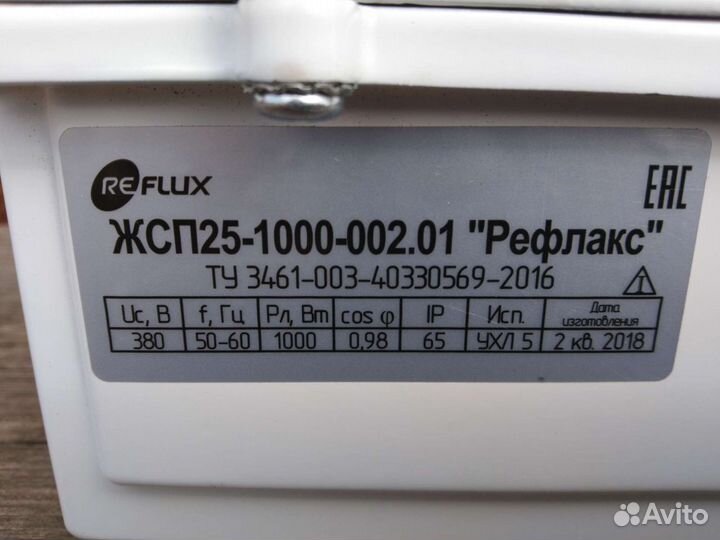 REFLUX
EAC
ЖСП25-1000-002.01 "Рефлакс"
ТУ 3461-003-40330569-2016
Uc, В f, Гц Рл, Вт cos φ IP Исп. Дата изготовления
380 50-60 1000 0,98 65 УХЛ 5 2 кв. 2018
Avito